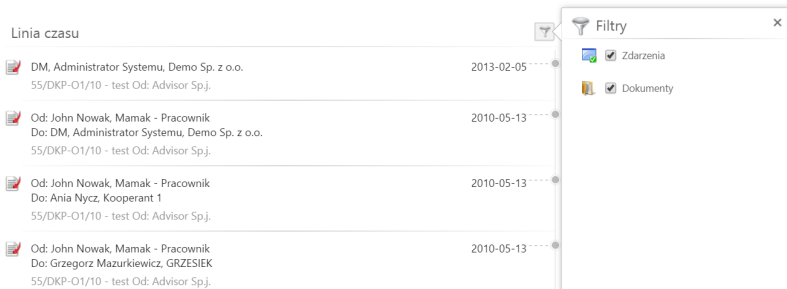 Linia czasu
DM, Administrator Systemu, Demo Sp. z o.o.
2013-02-05
55/DKP-O1/10 - test Od: Advisor Sp.j.
Od: John Nowak, Mamak - Pracownik
2010-05-13
Do: DM, Administrator Systemu, Demo Sp. z o.o.
55/DKP-O1/10 - test Od: Advisor Sp.j.
Od: John Nowak, Mamak - Pracownik
2010-05-13
Do: Ania Nycz, Kooperant 1
55/DKP-O1/10 - test Od: Advisor Sp.j.
Od: John Nowak, Mamak - Pracownik
2010-05-13
Do: Grzegorz Mazurkiewicz, GRZESIEK
55/DKP-O1/10 - test Od: Advisor Sp.j.
Filtry
Zdarzenia
Dokumenty